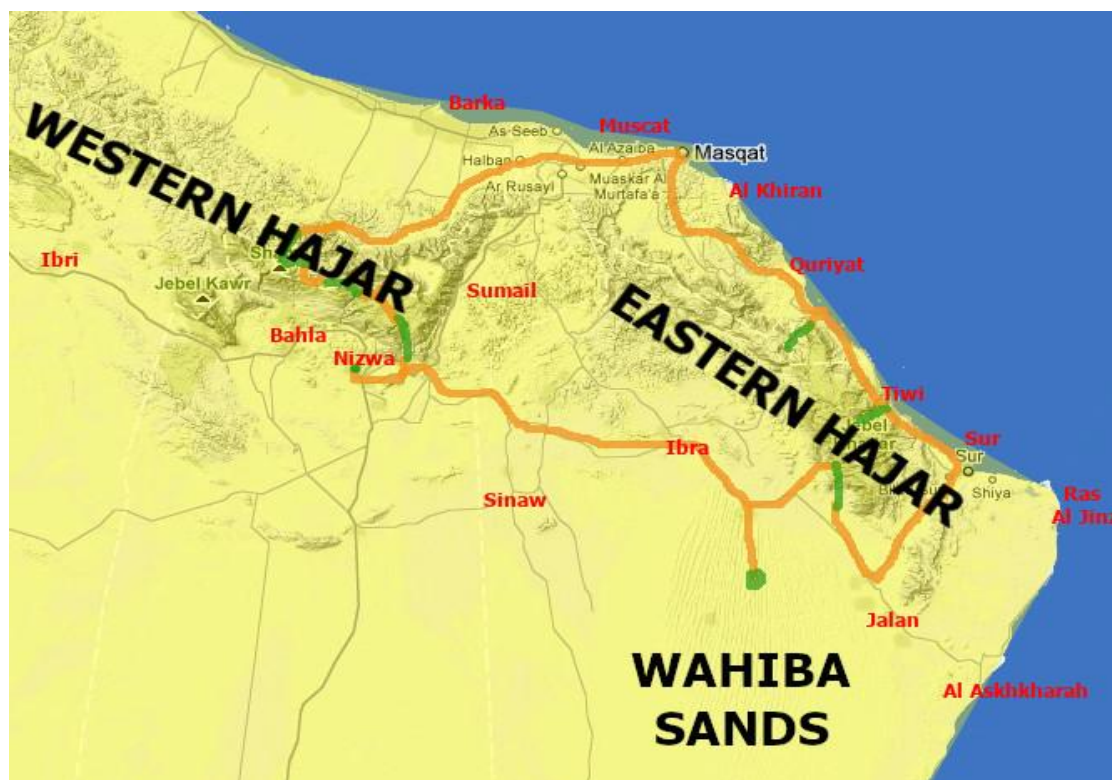 Barka
As Seeb
Muscat
Al Azaiba
Masqat
WESTERN HAJAR
Halban
Ar Rusayl
Muaskar Al
Murtafa'a
Al Khiran
Ibri
Jebel Kawr
Sumail
Quriyat
EASTERN HAJAR
Bahla
Nizwa
Tiwi
Ibra
Sur
Sur
Shiya
Sinaw
Ras
Al Jinz
Jalan
WAHIBA
SANDS
Al Askhkharah